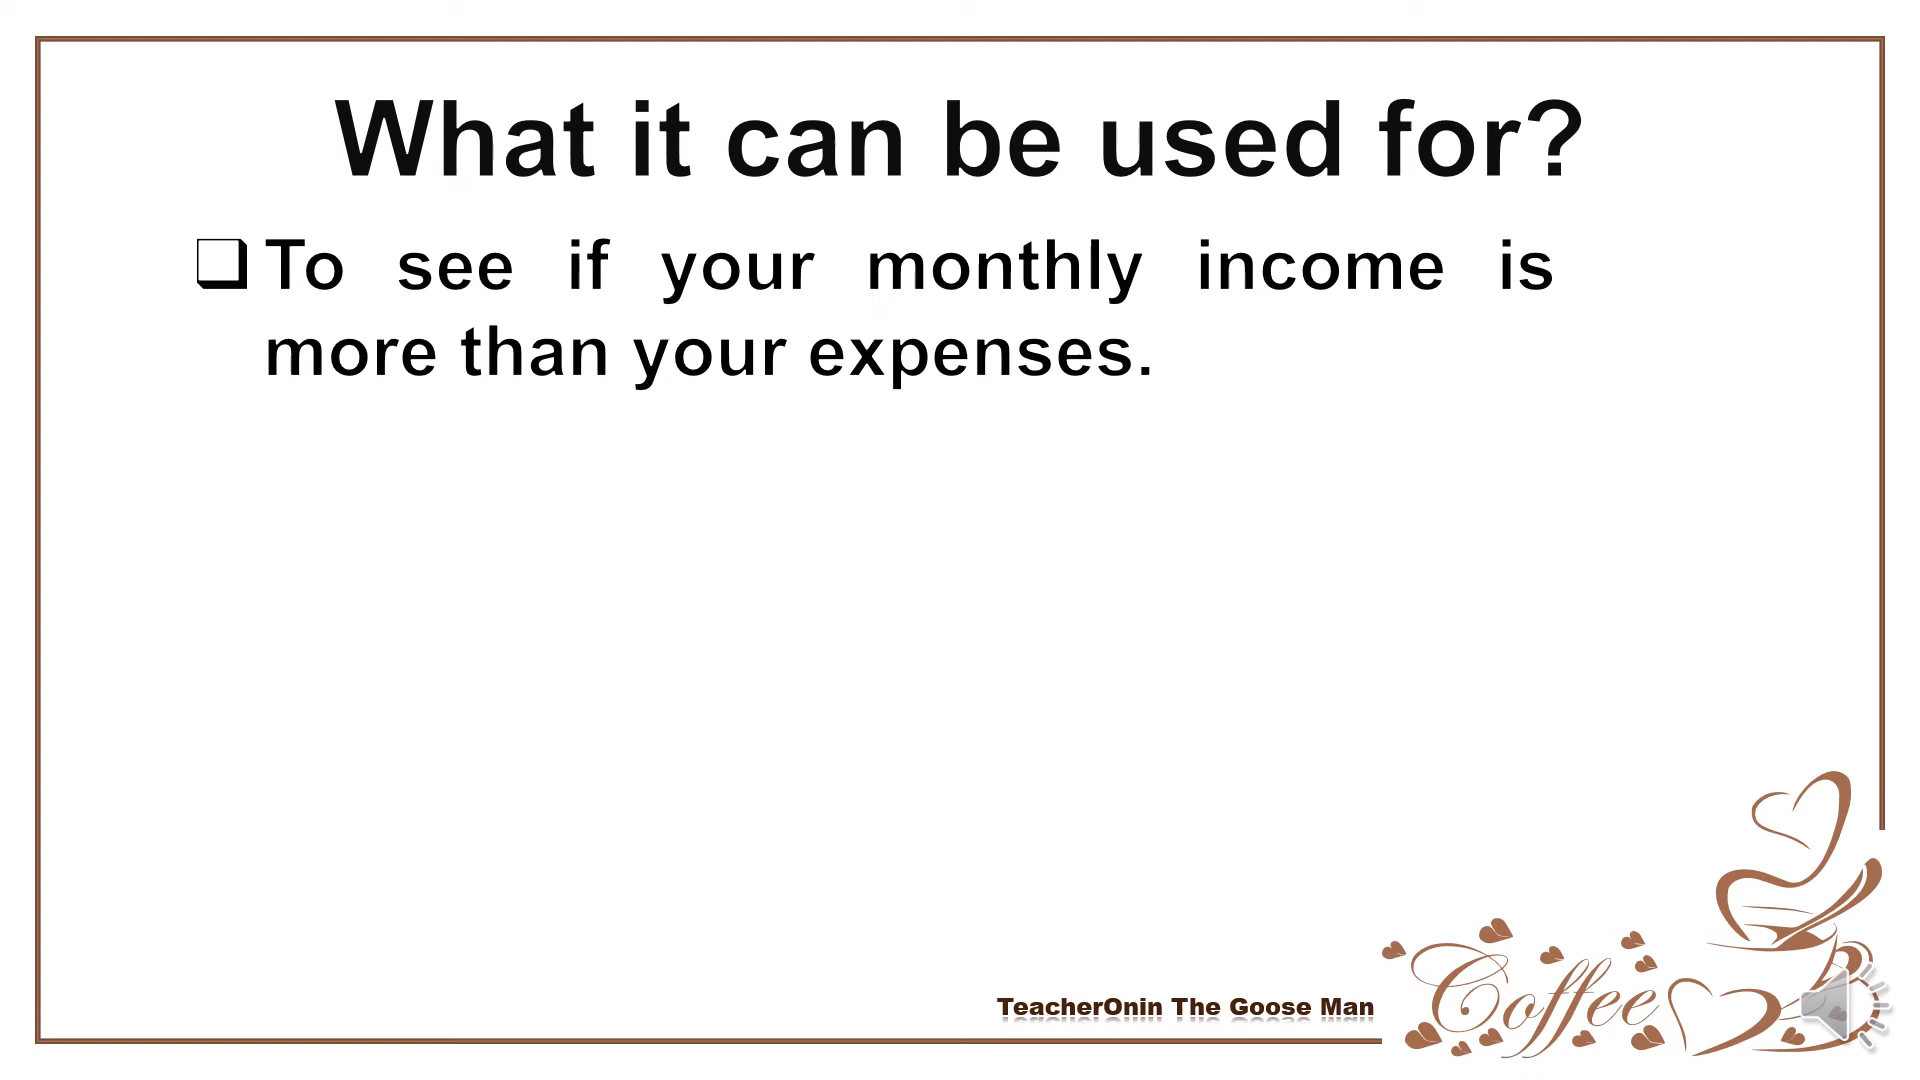 What it can be used for?
❑ To see if your monthly income is
more than your expenses.
TeacherOnin The Goose Man
Coffee